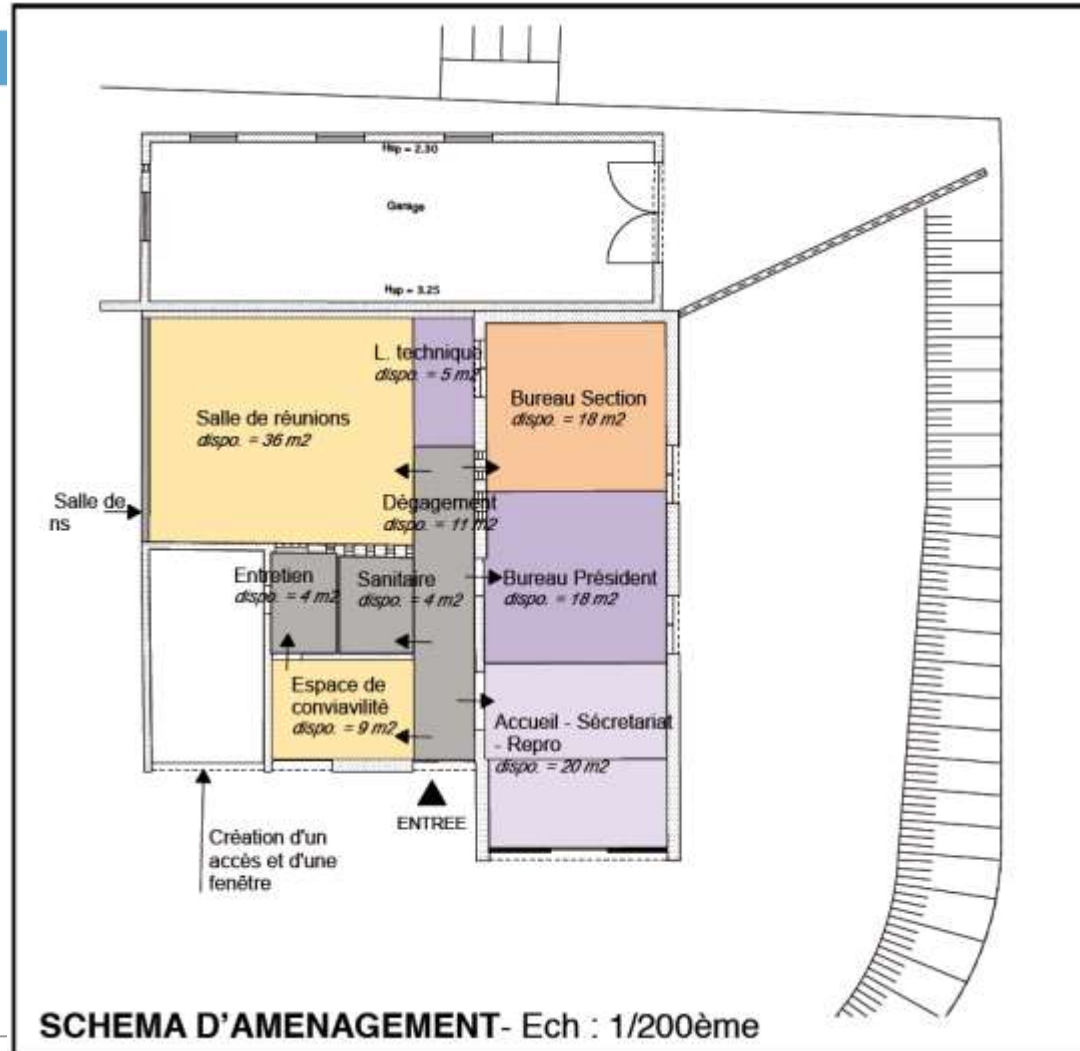 Hsp = 2.30
Garage
Hsp = 3.25
L. technique
dispo. = 5 m2
Salle de réunions
dispo. = 36 m2
Bureau Section
dispo. = 18 m2
Salle de
ns
Dégagement
dispo. = 11 m2
Entretien
dispo. = 4 m2
Sanitaire
dispo. = 4 m2
Bureau Président
dispo. = 18 m2
Espace de
conviavilité
dispo. = 9 m2
Accueil - Sécretariat
- Repro
dispo. = 20 m2
ENTREE
Création d'un
accès et d'une
fenêtre
SCHEMA D'AMENAGEMENT- Ech : 1/200ème